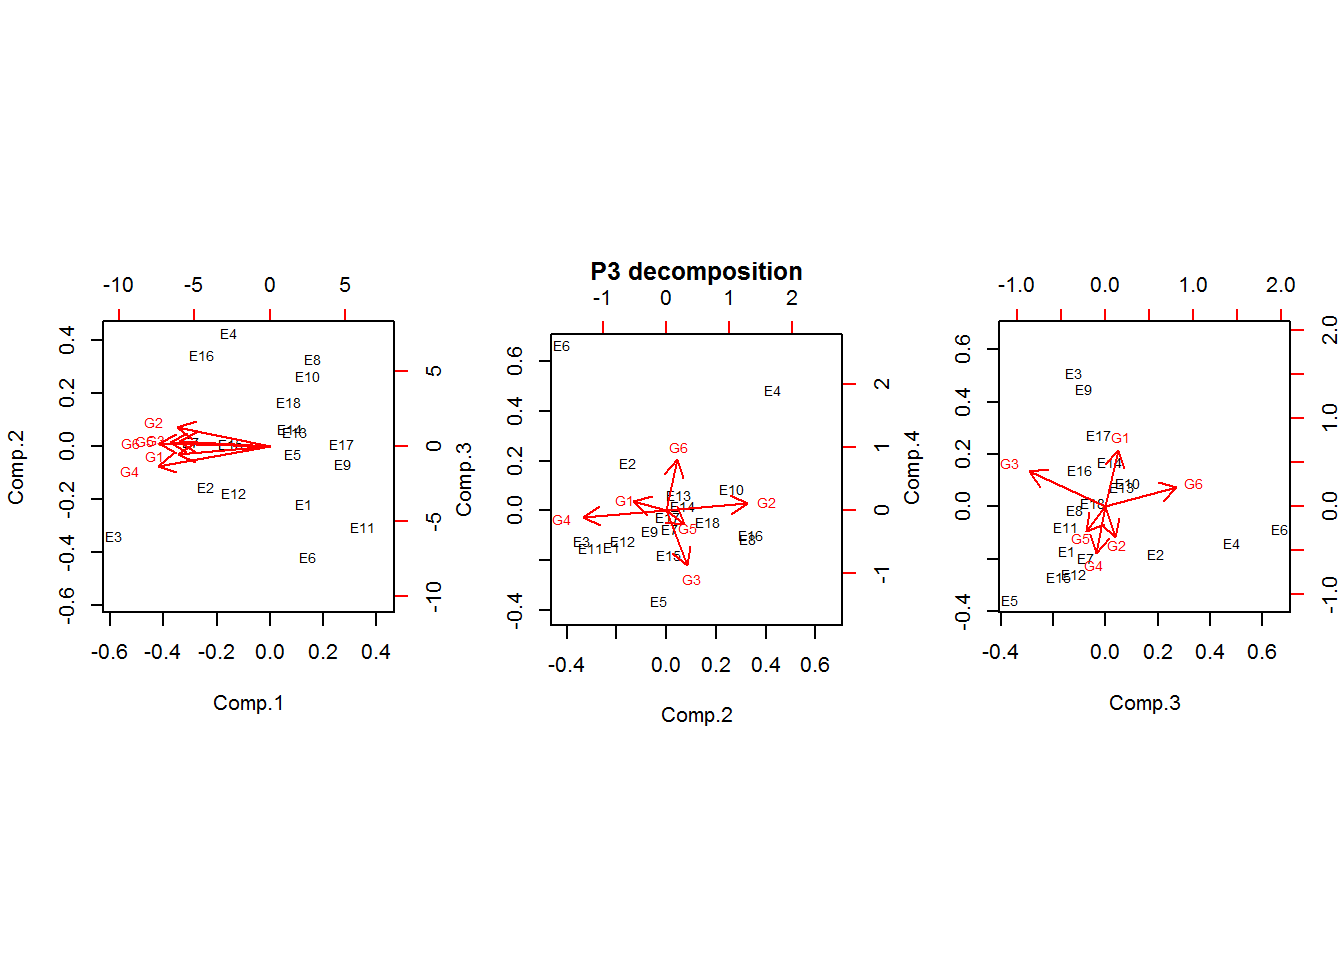 P3 decomposition
-10 -5 0 5
0.4
0.2
0.0
-0.2
-0.4
-0.6
Comp.2
E4
E16
E8
E10
E18
G2
E14
E13
E17
G6
G1
E5
E9
G4
E2
E12
E1
E11
E3
E6
5
0
-5
-10
-0.6 -0.4 -0.2 0.0 0.2 0.4
Comp.1
-1 0 1 2
0.6
0.4
0.2
0.0
-0.4
Comp.3
E6
E4
G6
E2
E10
E13
G1
G2
E14
G4
E17
E18
G5
E9
E16
E8
E3
E12
E11
E1
E15
G3
E5
2
1
0
-1
-0.4 0.0 0.2 0.4 0.6
Comp.2
-1.0 0.0 1.0 2.0
0.6
0.4
0.2
0.0
-0.4
Comp.4
E3
E9
E17
G1
G3
E14
E16
E10
G6
E13
E18
E8
E11
E6
G5
G2
E4
E1
E2
E7
G4
E12
E15
E5
2.0
1.0
0.0
-1.0
-0.4 0.0 0.2 0.4 0.6
Comp.3